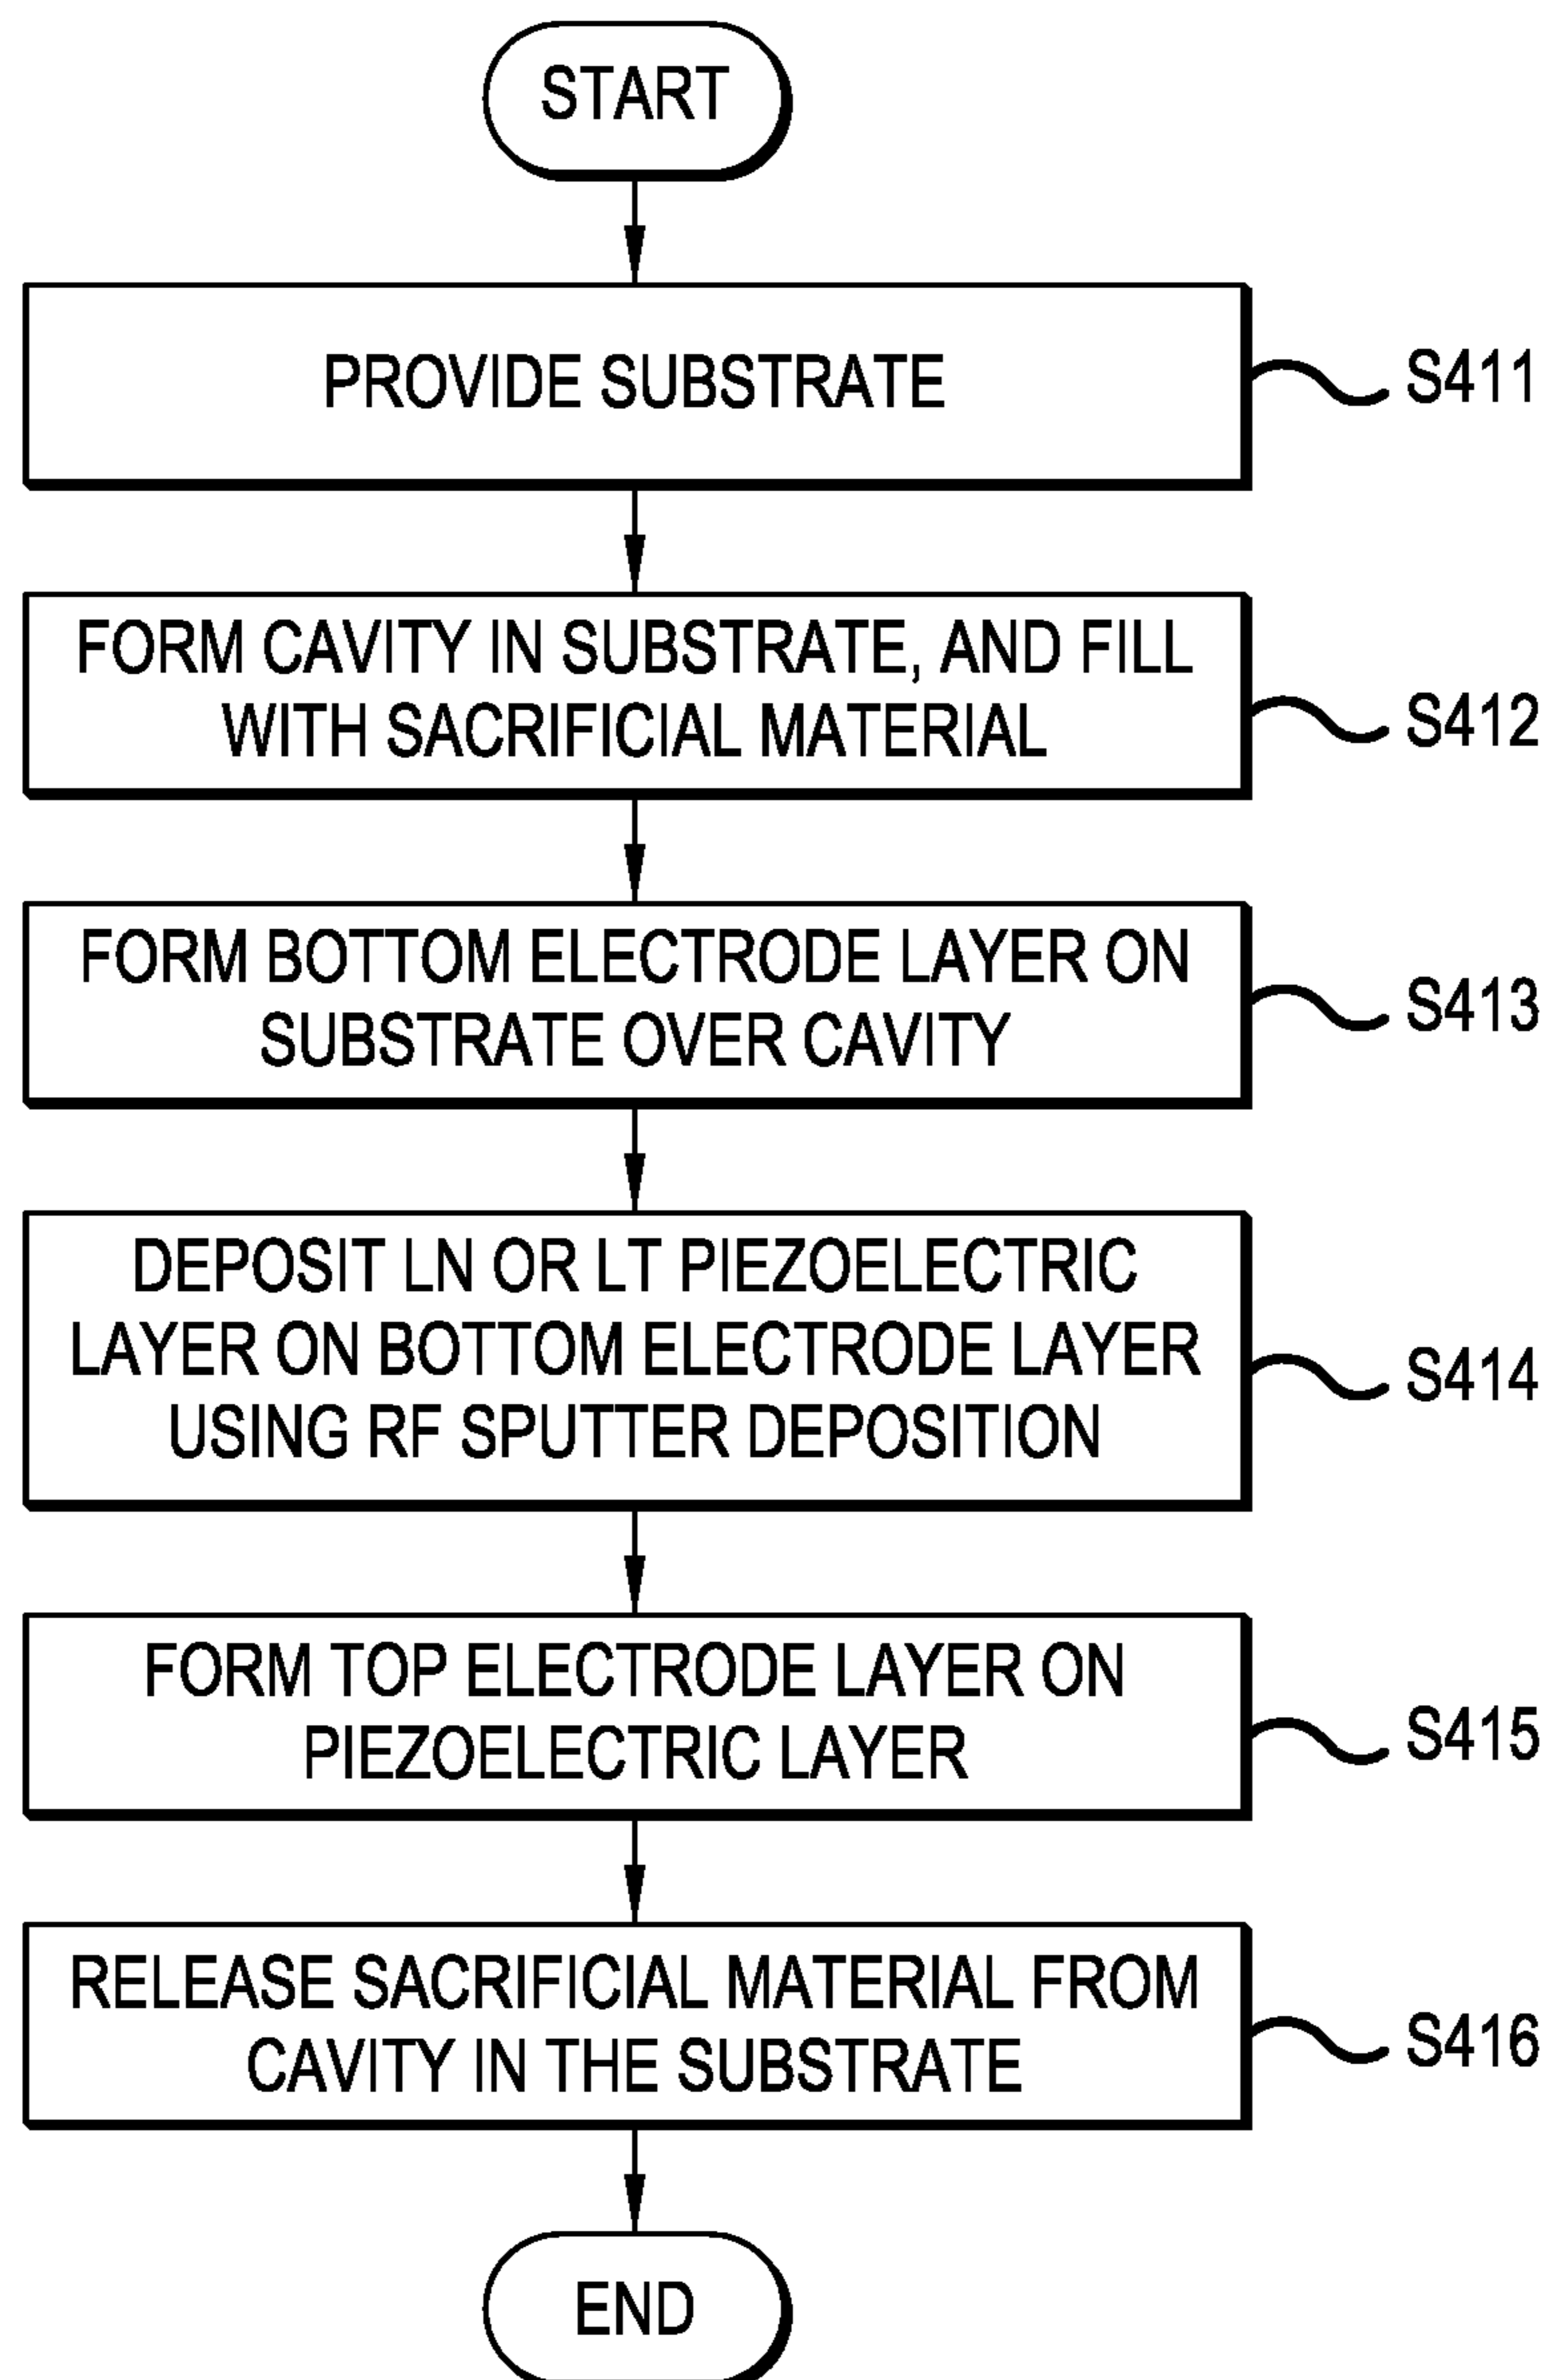 START
PROVIDE SUBSTRATE
S411
FORM CAVITY IN SUBSTRATE, AND FILL
WITH SACRIFICIAL MATERIAL
S412
FORM BOTTOM ELECTRODE LAYER ON
SUBSTRATE OVER CAVITY
S413
DEPOSIT LN OR LT PIEZOELECTRIC
LAYER ON BOTTOM ELECTRODE LAYER
USING RF SPUTTER DEPOSITION
S414
FORM TOP ELECTRODE LAYER ON
PIEZOELECTRIC LAYER
S415
RELEASE SACRIFICIAL MATERIAL FROM
CAVITY IN THE SUBSTRATE
S416
END